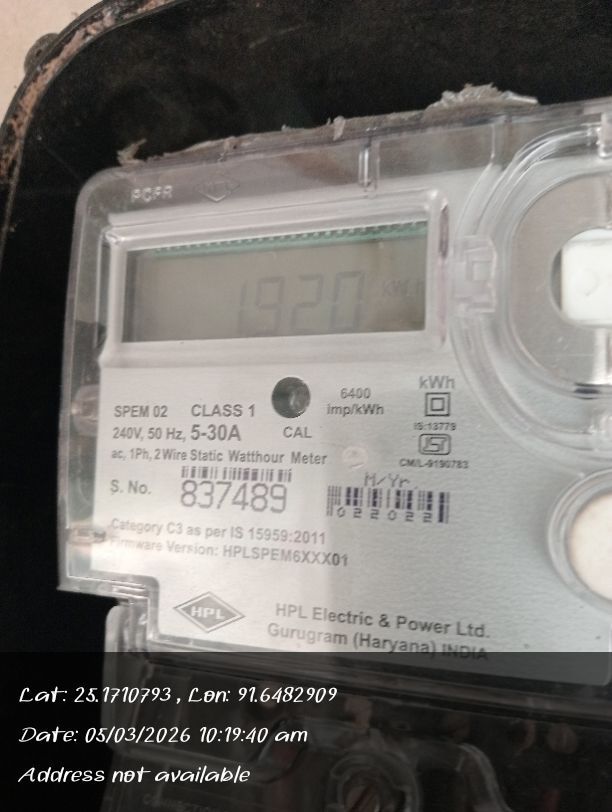 1920 kWh
SPEM 02 CLASS 1
6400
imp/kWh
kWh
240V, 50 Hz, 5-30A
CAL
IS:13779
ac, 1Ph, 2 Wire Static Watthour Meter
CM/L-9190783
S. No. 837489
M/Yr
022022
Category C3 as per IS 15959:2011
Firmware Version: HPLSPEM6XXX01
HPL
HPL Electric & Power Ltd.
Gurugram (Haryana) INDIA
Lat: 25.1710793 , Lon: 91.6482909
Date: 05/03/2026 10:19:40 am
Address not available